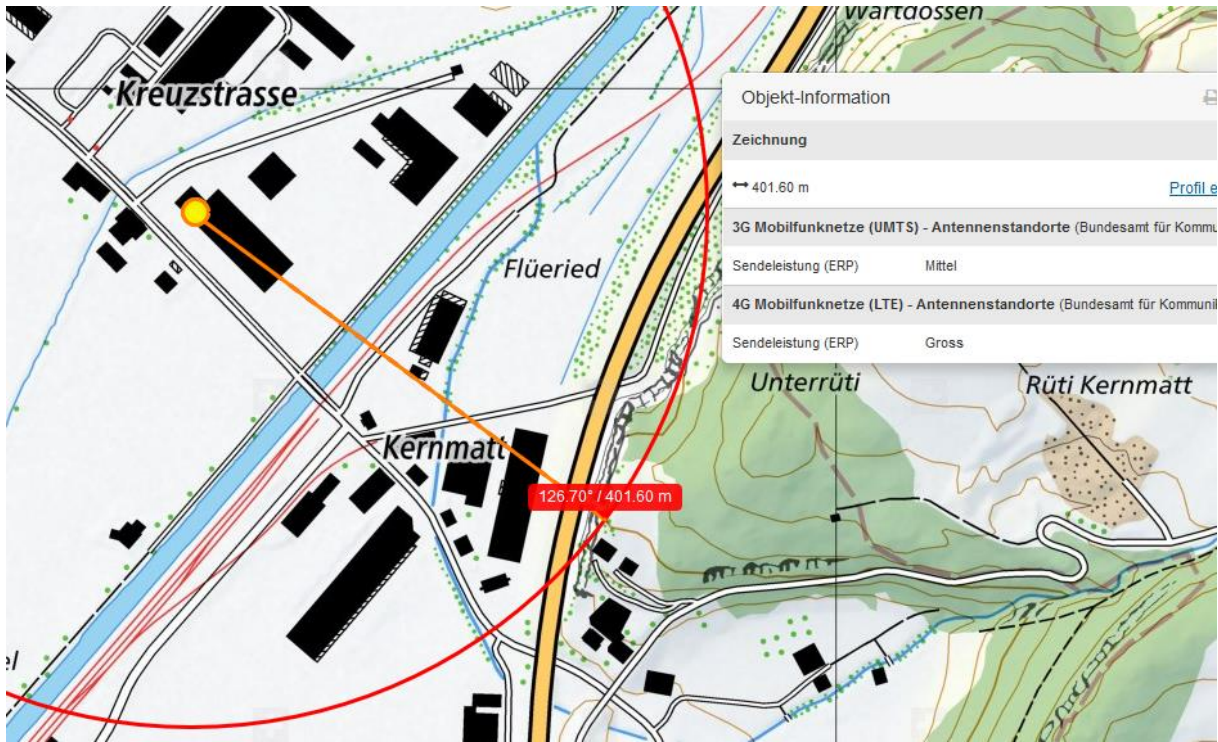 Wartdossen
Kreuzstrasse
Objekt-Information
Zeichnung
↔ 401.60 m
Profil e
3G Mobilfunknetze (UMTS) - Antennenstandorte (Bundesamt für Kommu
Flüeried
Sendeleistung (ERP) Mittel
4G Mobilfunknetze (LTE) - Antennenstandorte (Bundesamt für Kommunil
Sendeleistung (ERP) Gross
Unterrüti
Rüti Kernmatt
Kernmatt
126.70° / 401.60 m
el